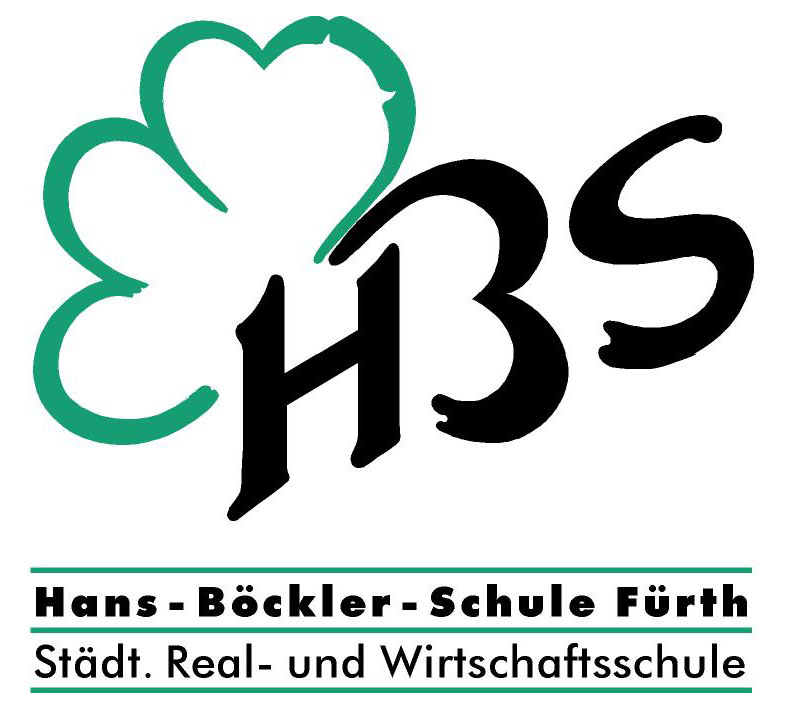 HBS
Hans-Böckler-Schule Fürth
Städt. Real- und Wirtschaftsschule